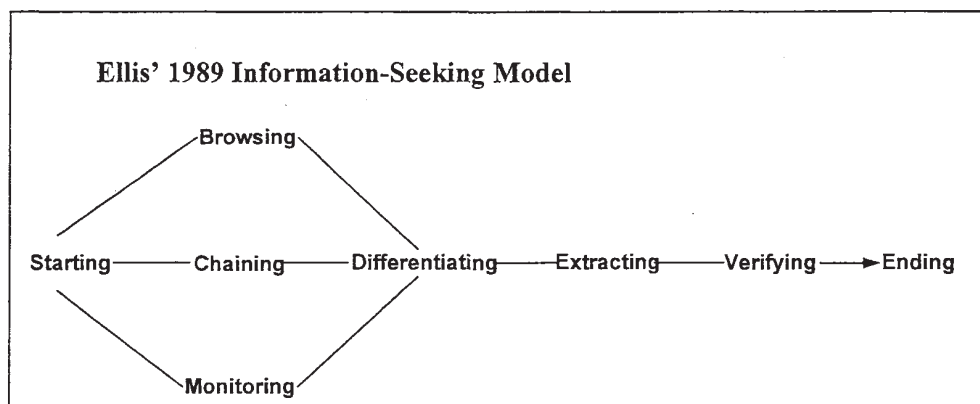 Ellis' 1989 Information-Seeking Model
Browsing
Starting Chaining Differentiating Extracting Verifying Ending
Monitoring